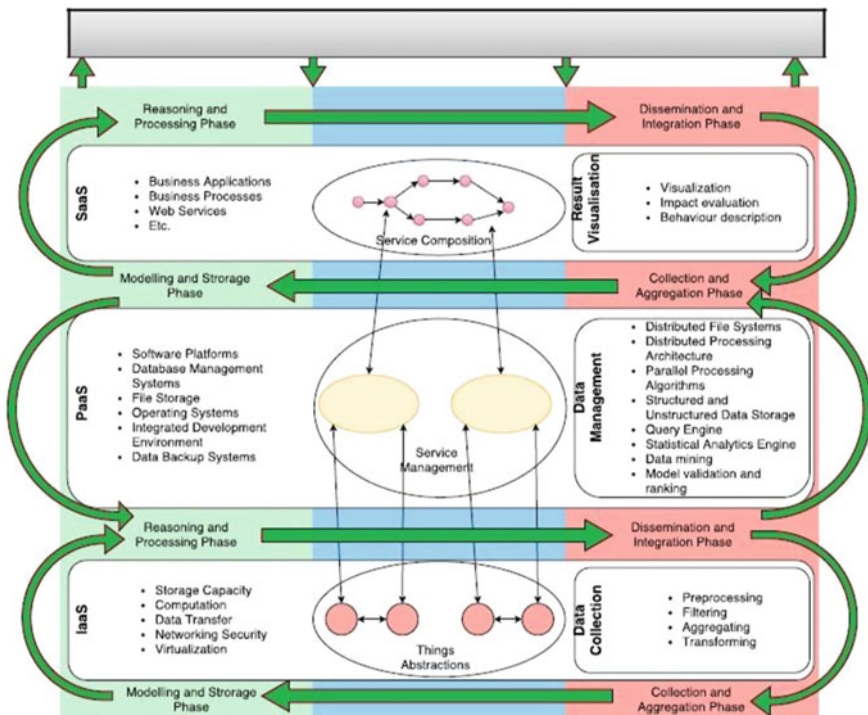 Reasoning and
Processing Phase
Dissemination and
Integration Phase
SaaS
• Business Applications
• Business Processes
• Web Services
• Etc.
Service Composition
Result
Visualisation
• Visualization
• Impact evaluation
• Behaviour description
Modelling and Strorage
Phase
Collection and
Aggregation Phase
PaaS
• Software Platforms
• Database Management
Systems
• File Storage
• Operating Systems
• Integrated Development
Environment
• Data Backup Systems
Service
Management
Data
Management
• Distributed File Systems
• Distributed Processing
Architecture
• Parallel Processing
Algorithms
• Structured and
Unstructured Data Storage
• Query Engine
• Statistical Analytics Engine
• Data mining
• Model validation and
ranking
Reasoning and
Processing Phase
Dissemination and
Integration Phase
IaaS
• Storage Capacity
• Computation
• Data Transfer
• Networking Security
• Virtualization
Things
Abstractions
Data
Collection
• Preprocessing
• Filtering
• Aggregating
• Transforming
Modelling and Strorage
Phase
Collection and
Aggregation Phase